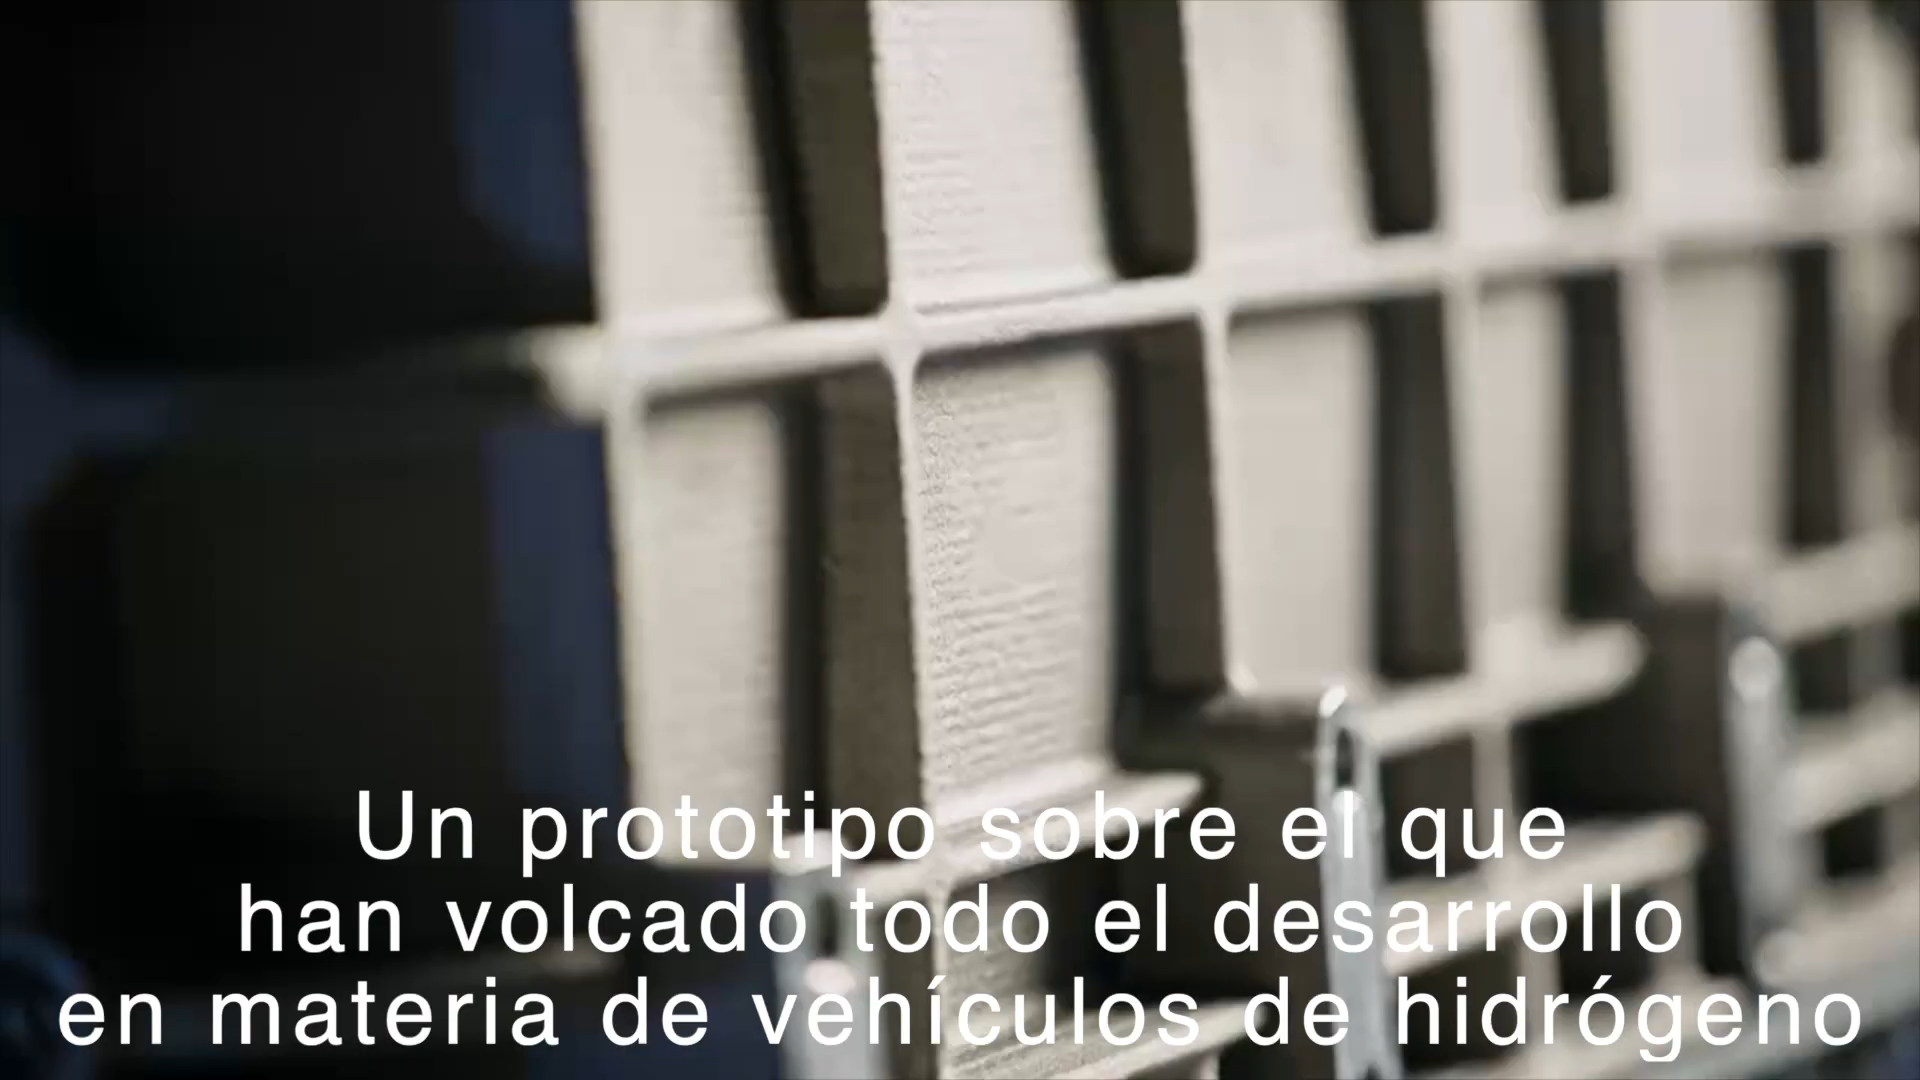 Un prototipo sobre el que
han volcado todo el desarrollo
en materia de vehículos de hidrógeno